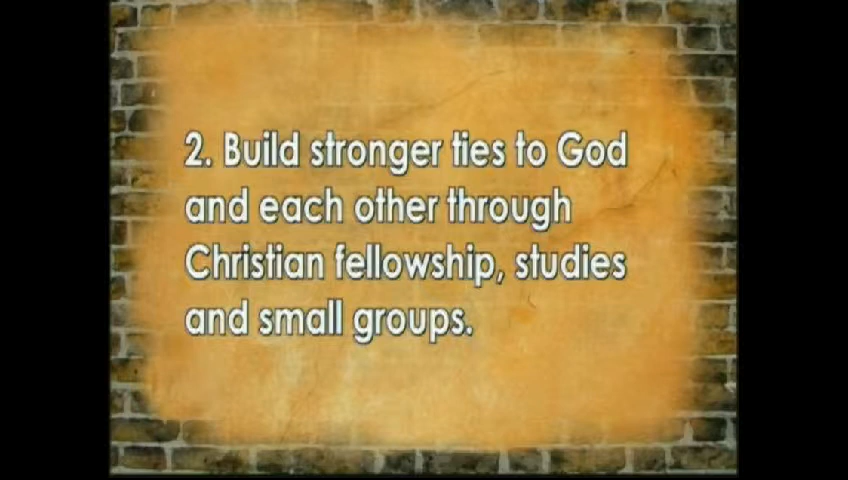 2. Build stronger ties to God
and each other through
Christian fellowship, studies
and small groups.